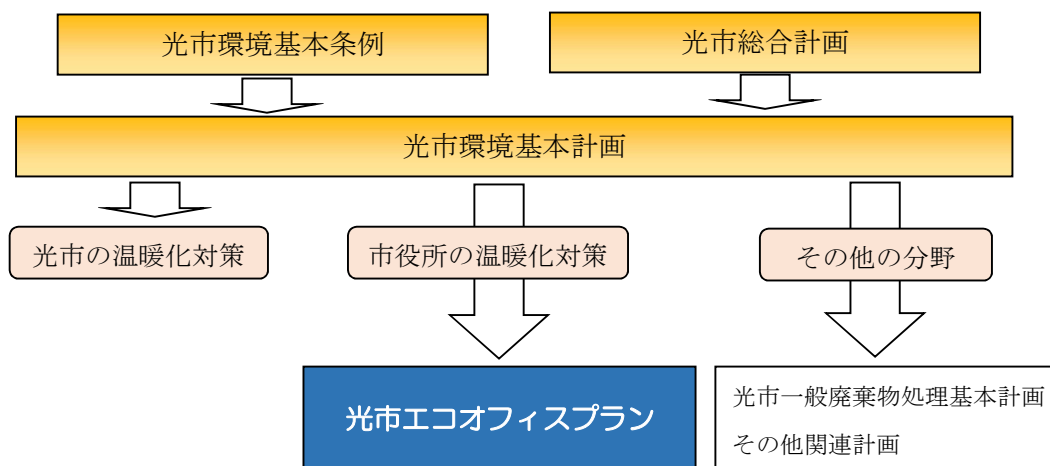 光市環境基本条例
光市総合計画
光市環境基本計画
光市の温暖化対策
市役所の温暖化対策
その他の分野
光市エコオフィスプラン
光市一般廃棄物処理基本計画
その他関連計画